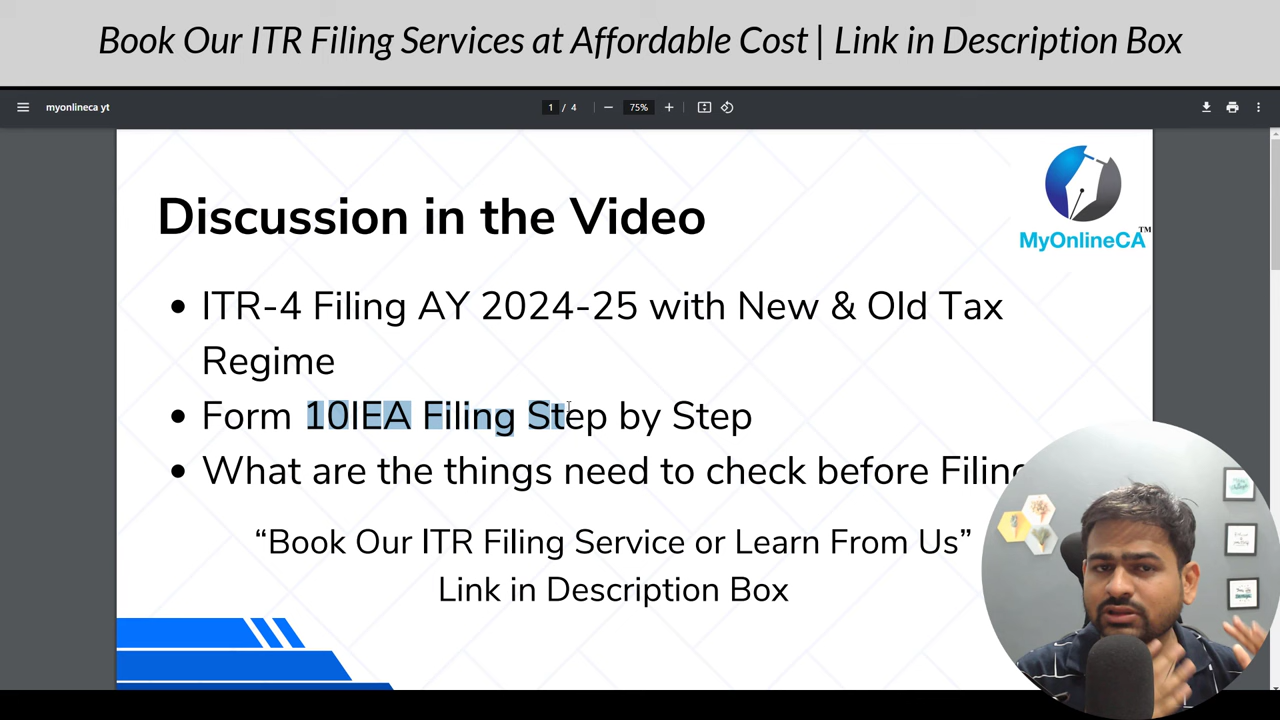 Book Our ITR Filing Services at Affordable Cost | Link in Description Box
myonlineca yt
1 / 4
75%
MyOnlineCA™
Discussion in the Video
• ITR-4 Filing AY 2024-25 with New & Old Tax
Regime
• Form 10IEA Filing Step by Step
• What are the things need to check before
“Book Our ITR Filing Service or Learn From Us”
Link in Description Box